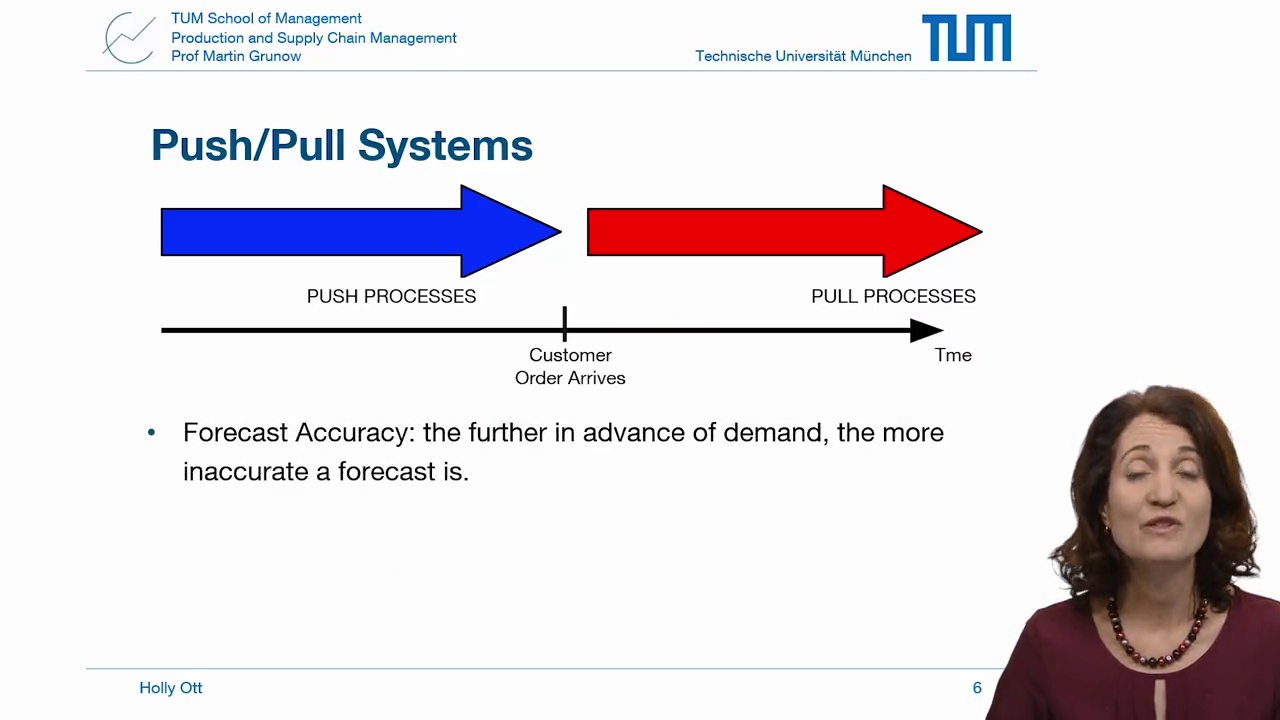 TUM School of Management
Production and Supply Chain Management
Prof Martin Grunow
Technische Universität München
TUM
Push/Pull Systems
PUSH PROCESSES
PULL PROCESSES
Customer
Order Arrives
Tme
• Forecast Accuracy: the further in advance of demand, the more
inaccurate a forecast is.
Holly Ott
6